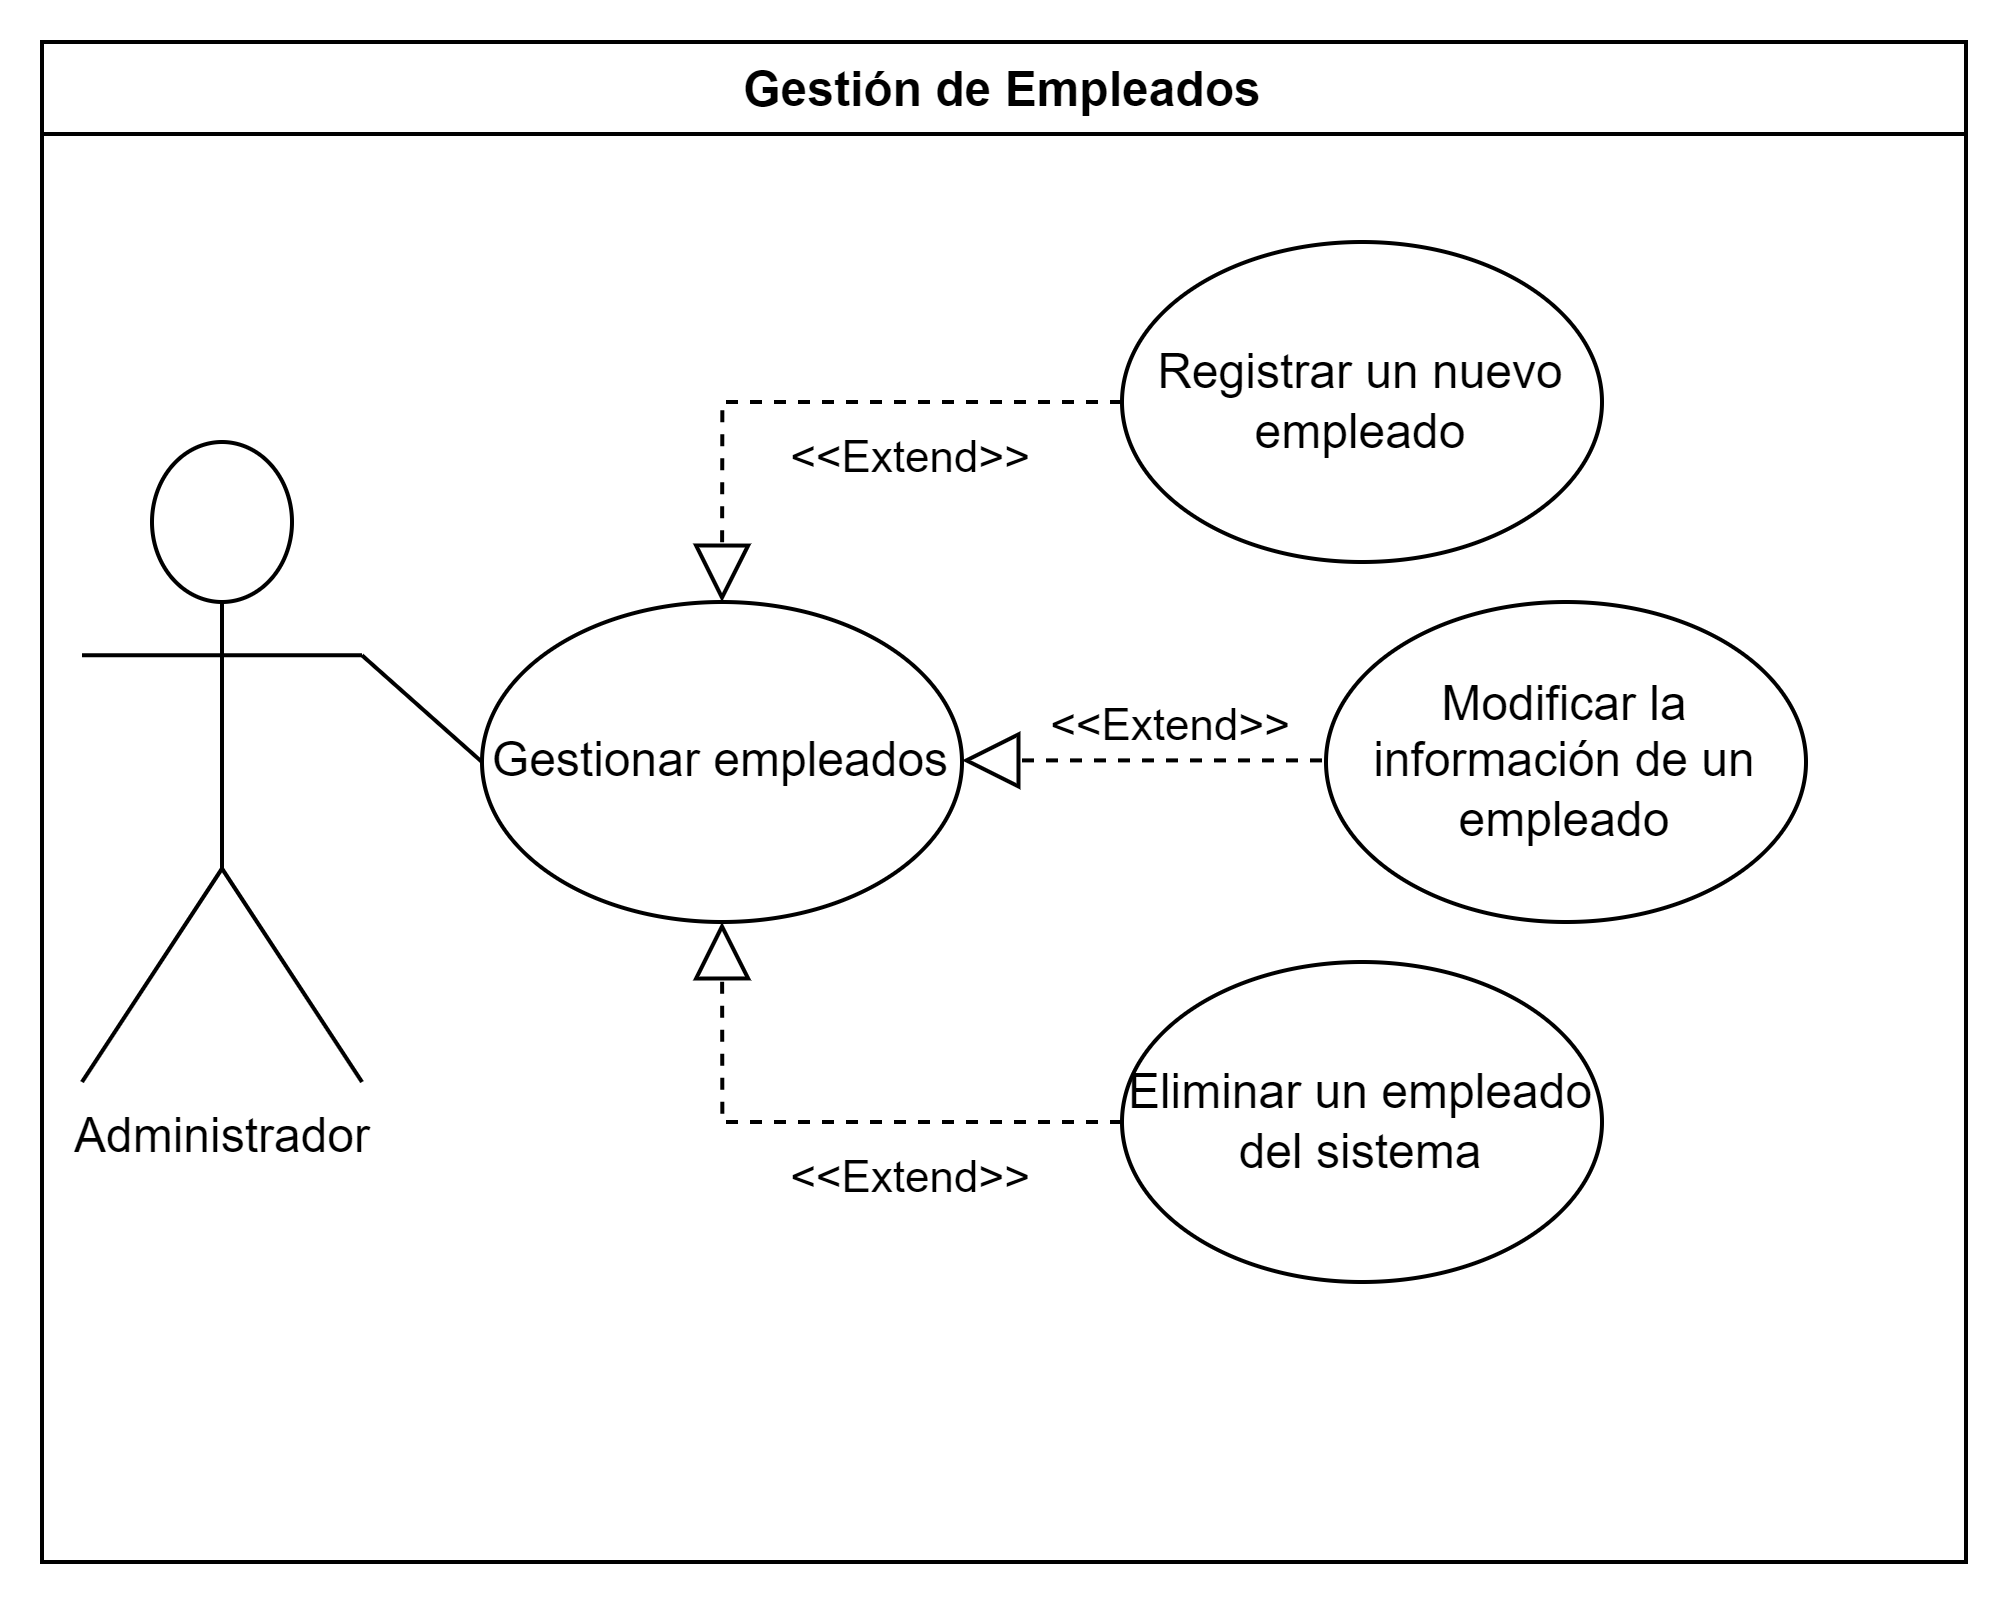 Gestión de Empleados
Registrar un nuevo
empleado
<<Extend>>
Modificar la
información de un
empleado
<<Extend>>
Gestionar empleados
Eliminar un empleado
del sistema
<<Extend>>
Administrador